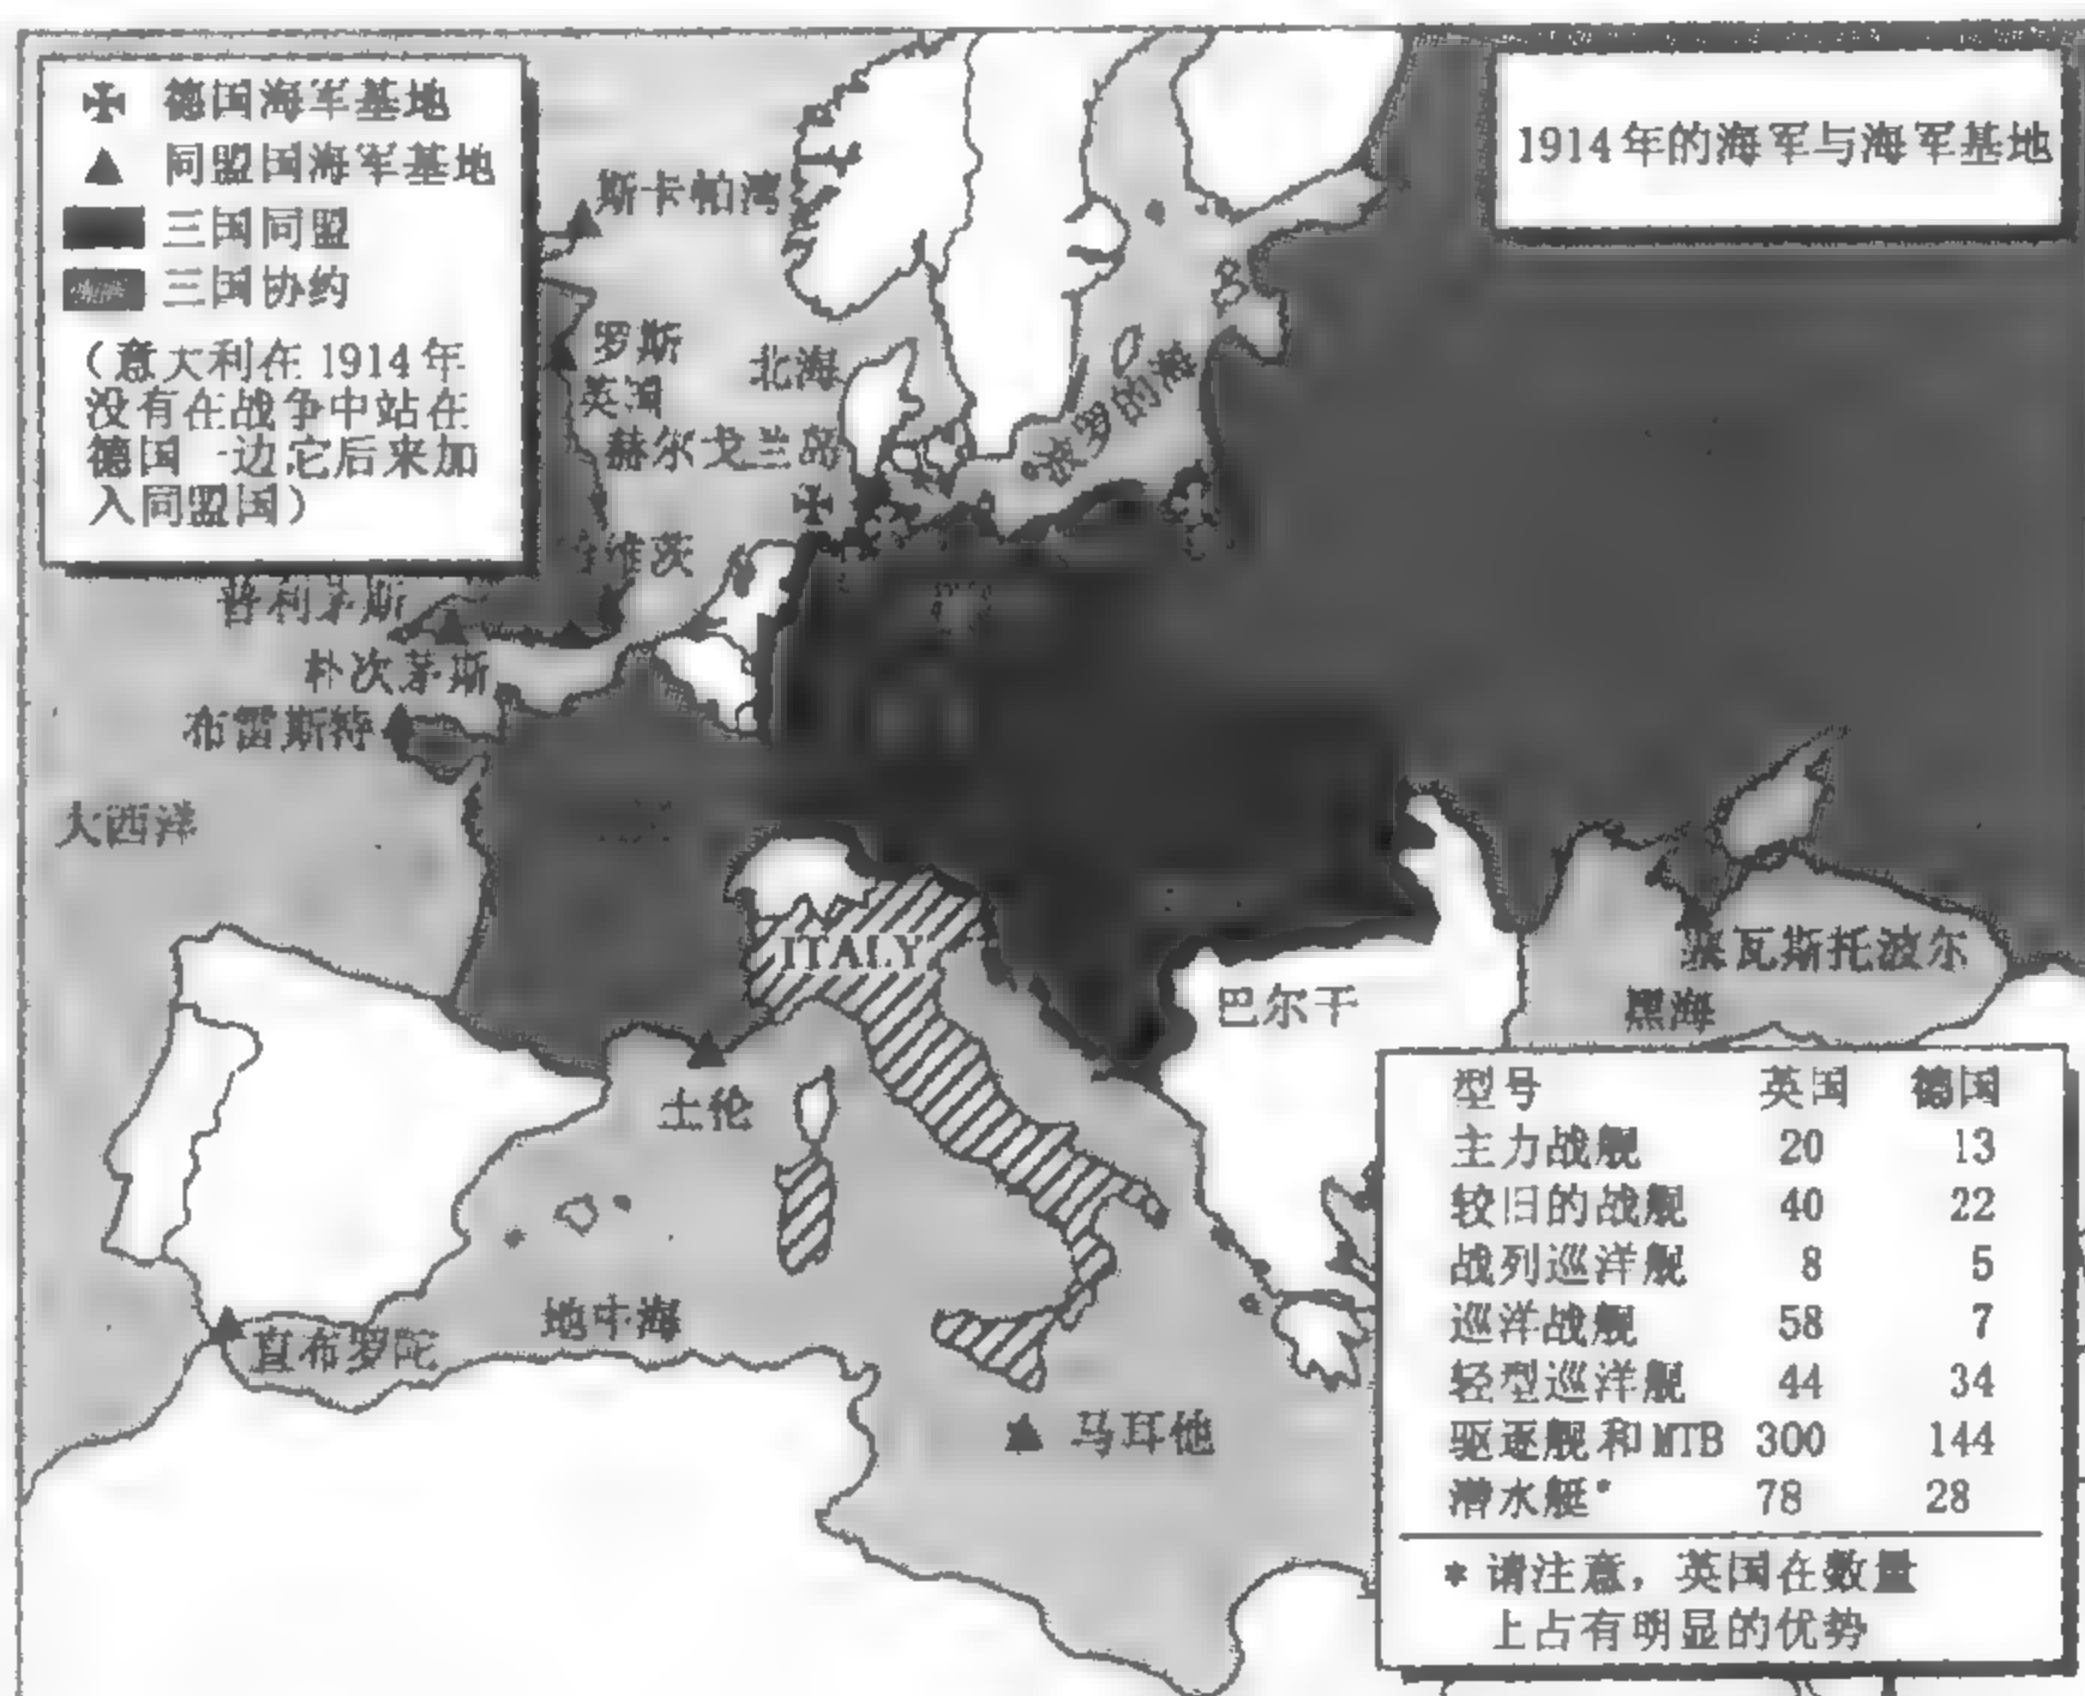 1914年的海军与海军基地
德国海军基地
同盟国海军基地
三国同盟
三国协约
（意大利在1914年
没有在战争中站在
德国一边它后来加
入同盟国）
斯卡帕湾
罗斯
英国
北海
赫尔戈兰岛
波罗的海
维茨
普利茅斯
朴次茅斯
布雷斯特
大西洋
ITALY
巴尔干
塞瓦斯托波尔
黑海
土伦
地中海
直布罗陀
马耳他
型号 英国 德国
主力战舰 20 13
较旧的战舰 40 22
战列巡洋舰 8 5
巡洋战舰 58 7
轻型巡洋舰 44 34
驱逐舰和MTB 300 144
潜水艇* 78 28
* 请注意，英国在数量
上占有明显的优势